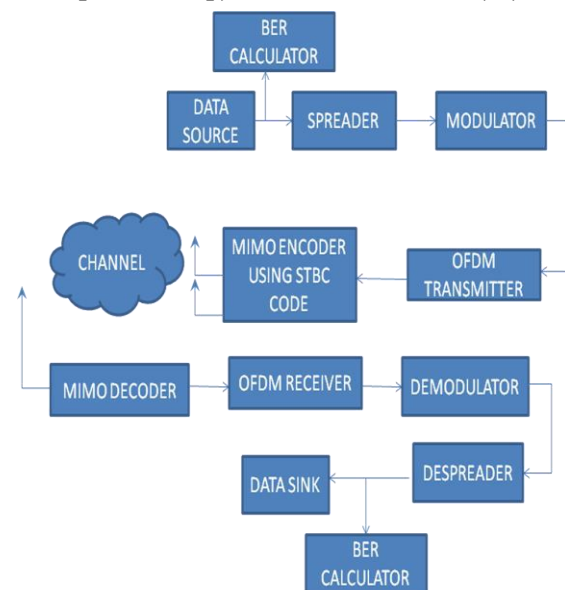 BER
CALCULATOR
DATA
SOURCE
SPREADER
MODULATOR
CHANNEL
MIMO ENCODER
USING STBC
CODE
OFDM
TRANSMITTER
MIMO DECODER
OFDM RECEIVER
DEMODULATOR
DATA SINK
DESPREADER
BER
CALCULATOR